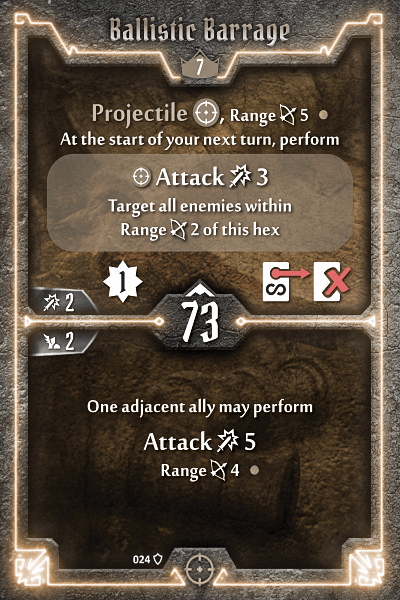 Ballistic Barrage
7
Projectile, Range 5
At the start of your next turn, perform
Attack 3
Target all enemies within
Range 2 of this hex
1
S
2
73
2
One adjacent ally may perform
Attack 5
Range 4
024